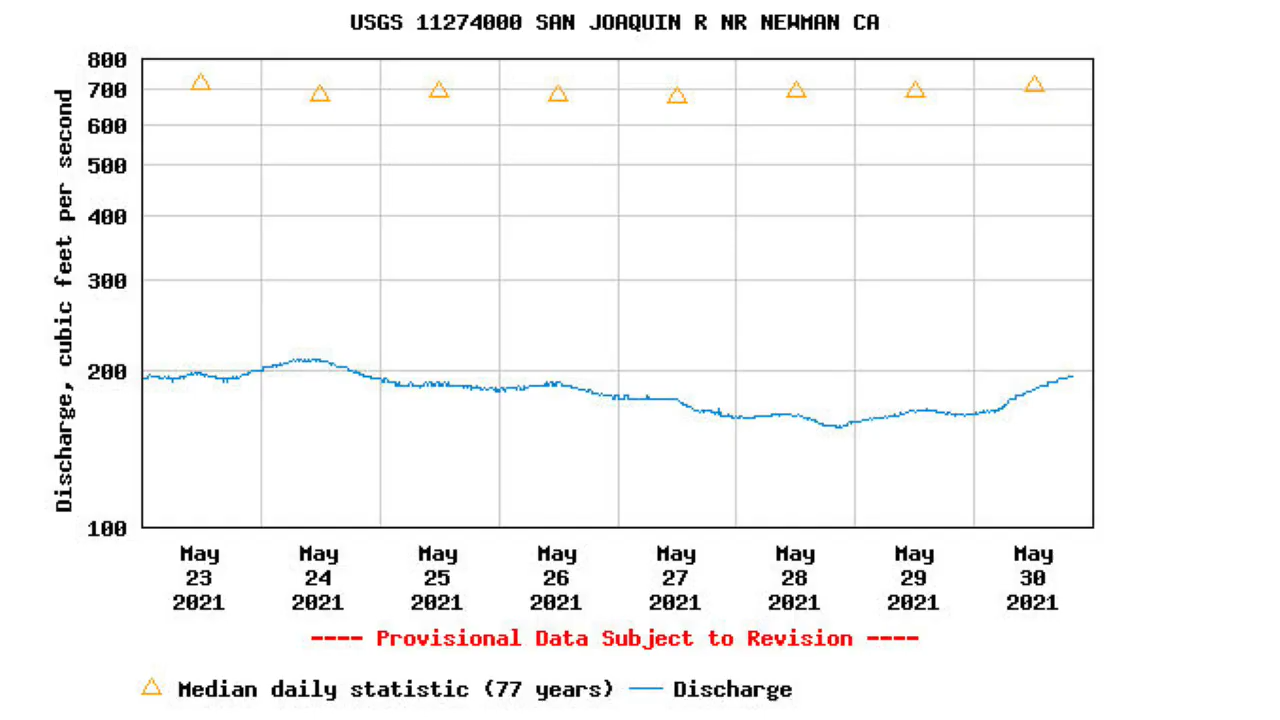 USGS 11274000 SAN JOAQUIN R NR NEWMAN CA
Discharge, cubic feet per second
800
700
600
500
400
300
200
100
May 23 2021
May 24 2021
May 25 2021
May 26 2021
May 27 2021
May 28 2021
May 29 2021
May 30 2021
---- Provisional Data Subject to Revision ----
Median daily statistic (77 years) Discharge